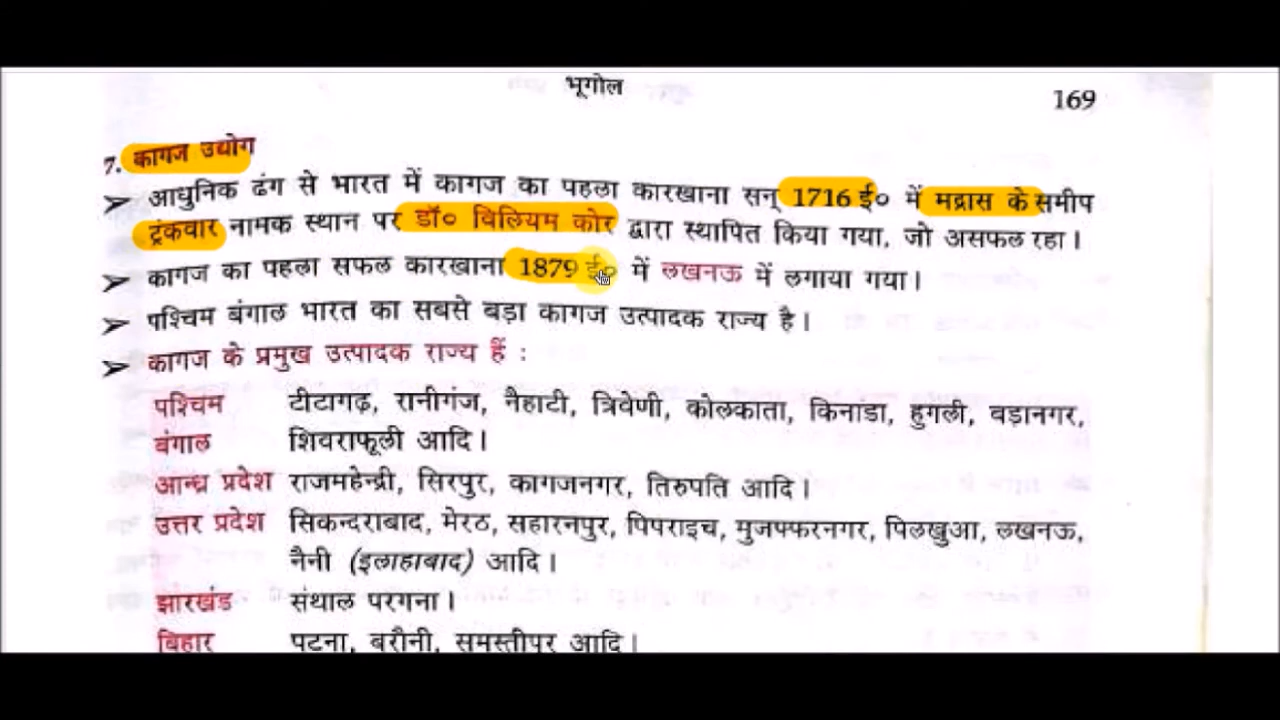 भूगोल
169
7. कागज उद्योग
➢ आधुनिक ढंग से भारत में कागज का पहला कारखाना सन् 1716 ई० में मद्रास के समीप
ट्रंकवार नामक स्थान पर डॉ० विलियम कोर द्वारा स्थापित किया गया, जो असफल रहा।
➢ कागज का पहला सफल कारखाना 1879 ई० में लखनऊ में लगाया गया।
➢ पश्चिम बंगाल भारत का सबसे बड़ा कागज उत्पादक राज्य है।
➢ कागज के प्रमुख उत्पादक राज्य हैं :
पश्चिम टीटागढ़, रानीगंज, नैहाटी, त्रिवेणी, कोलकाता, किनाडा, हुगली, बड़ानगर,
बंगाल शिवराफूली आदि।
आन्ध्र प्रदेश राजमहेन्द्री, सिरपुर, कागजनगर, तिरुपति आदि।
उत्तर प्रदेश सिकन्दराबाद, मेरठ, सहारनपुर, पिपराइच, मुजफ्फरनगर, पिलखुआ, लखनऊ,
नैनी (इलाहाबाद) आदि।
झारखंड संथाल परगना।
बिहार पटना, बरौनी, समस्तीपुर आदि।